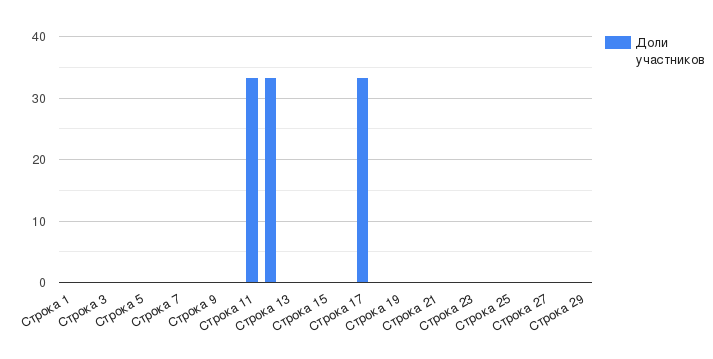 40
30
20
10
0
Строка 1
Строка 3
Строка 5
Строка 7
Строка 9
Строка 11
Строка 13
Строка 15
Строка 17
Строка 19
Строка 21
Строка 23
Строка 25
Строка 27
Строка 29
Доли
участников